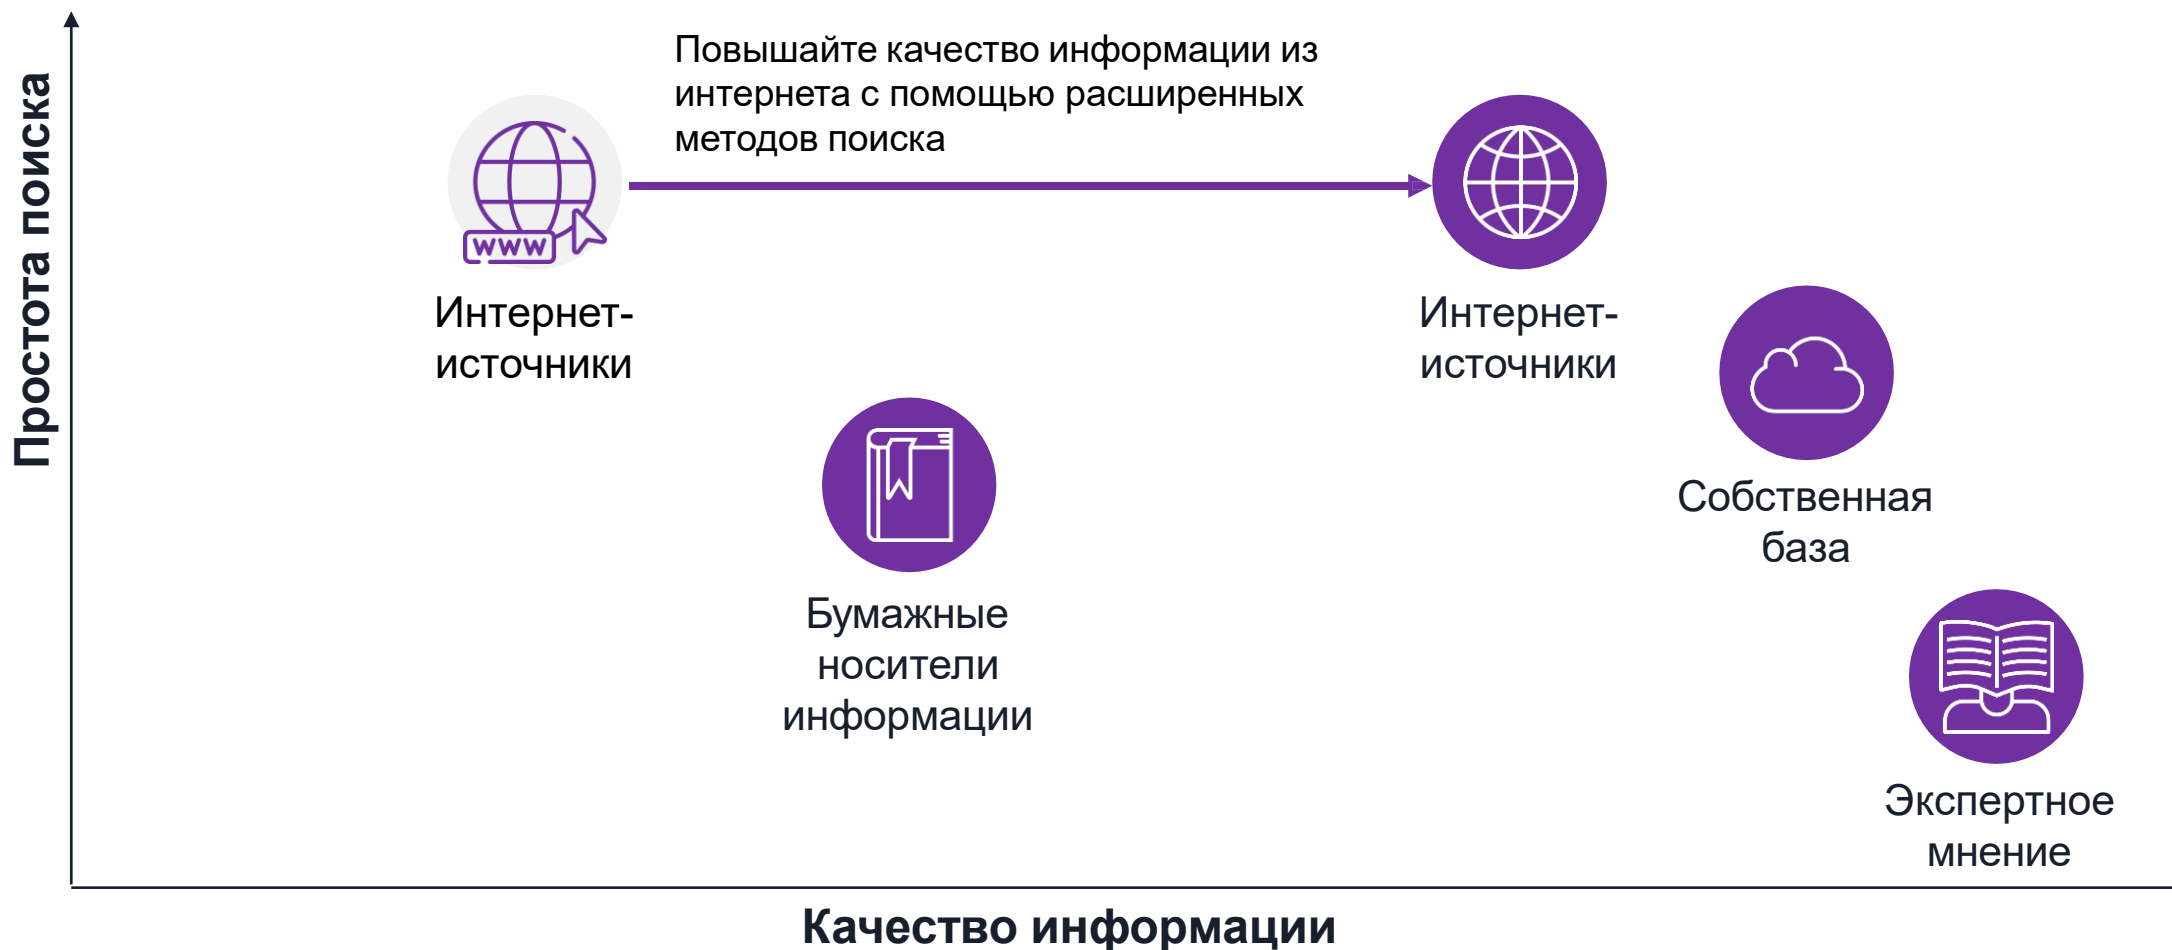 Простота поиска
Повышайте качество информации из
интернета с помощью расширенных
методов поиска
www
Интернет-
источники
Интернет-
источники
Собственная
база
Бумажные
носители
информации
Экспертное
мнение
Качество информации